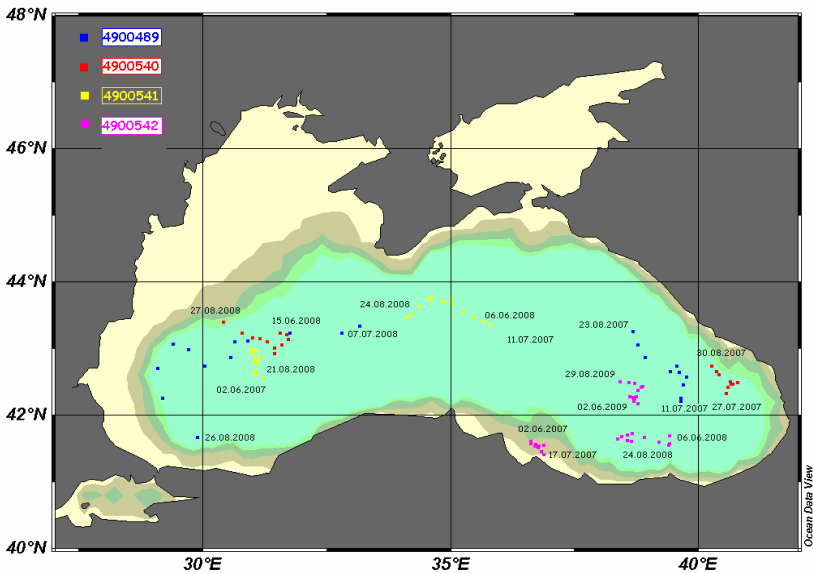 48°N
4900489
4900540
4900541
4900542
46°N
44°N
27.08.2008
15.06.2008
24.08.2008
07.07.2008
06.06.2008
11.07.2007
23.08.2007
30.08.2007
21.08.2008
02.06.2007
29.08.2009
02.06.2009
11.07.2007
27.07.2007
42°N
26.08.2008
02.06.2007
17.07.2007
06.06.2008
24.08.2008
40°N
30°E
35°E
40°E
Ocean Data View